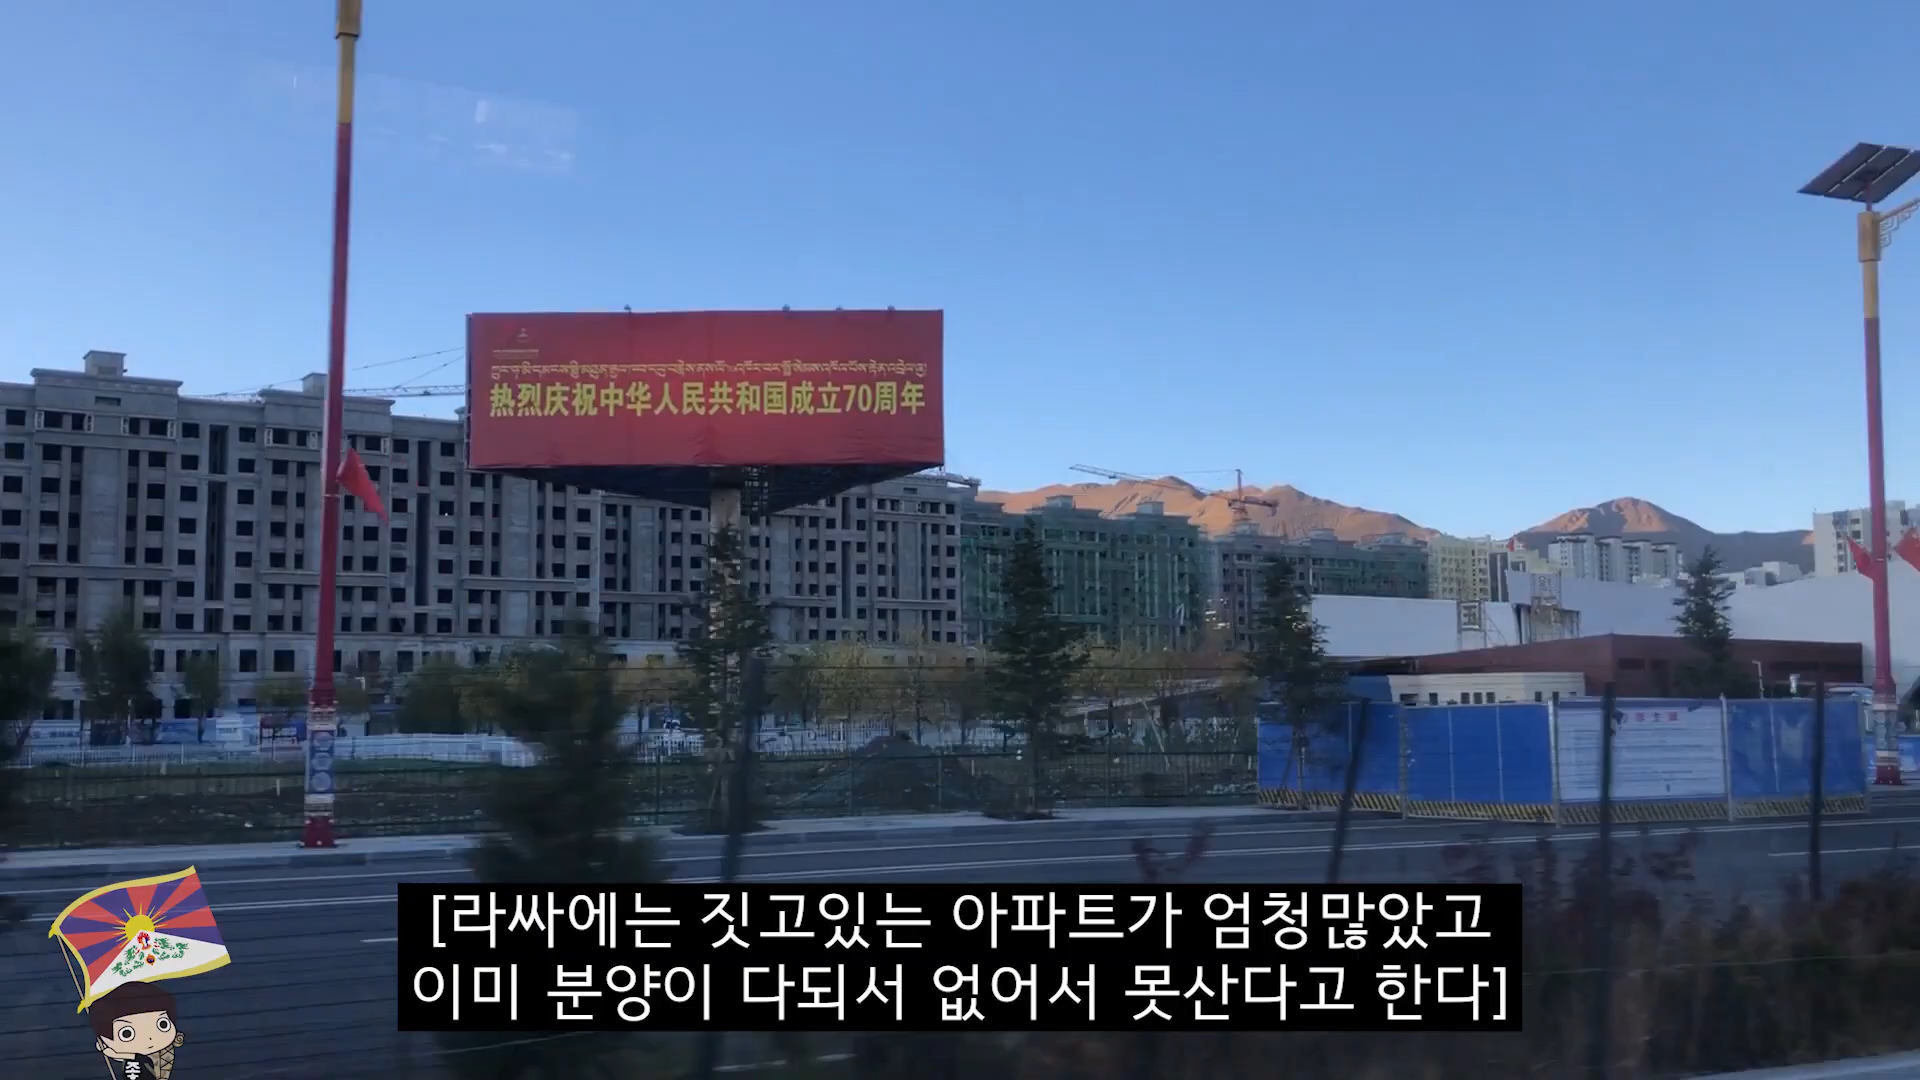 热烈庆祝中华人民共和国成立70周年
[라싸에는 짓고있는 아파트가 엄청많았고
이미 분양이 다되서 없어서 못산다고 한다]